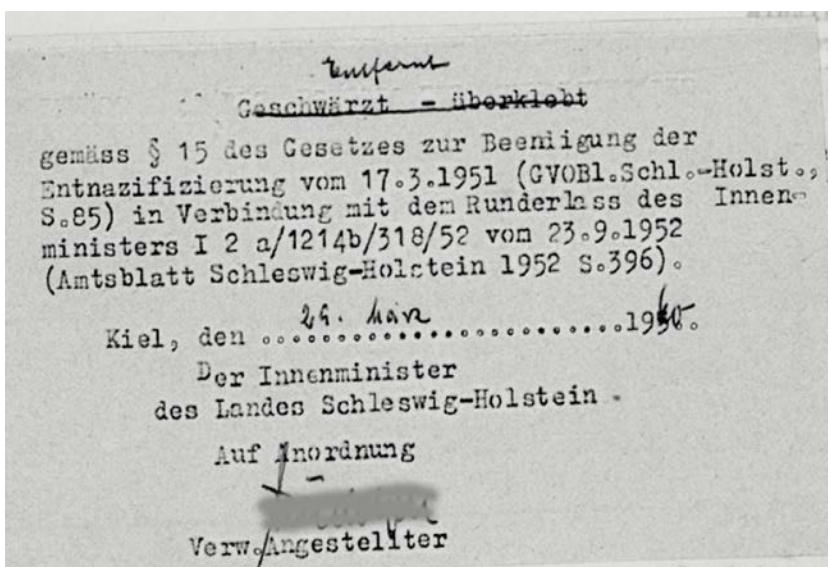 Entfernt
Geschwärzt - überklebt
gemäss § 15 des Gesetzes zur Beendigung der
Entnazifizierung vom 17.3.1951 (GVOBl.Schl.-Holst.,
S.85) in Verbindung mit dem Runderlass des Innen-
ministers I 2 a/1214b/318/52 vom 23.9.1952
(Amtsblatt Schleswig-Holstein 1952 S.396).
Kiel, den ..........März..............19
Der Innenminister
des Landes Schleswig-Holstein
Auf Anordnung
Verw.Angestellter